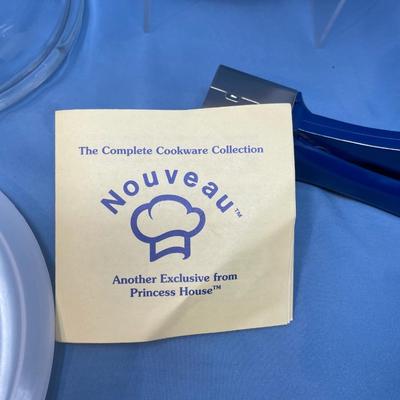 The Complete Cookware Collection
Nouveau™
Another Exclusive from
Princess House™